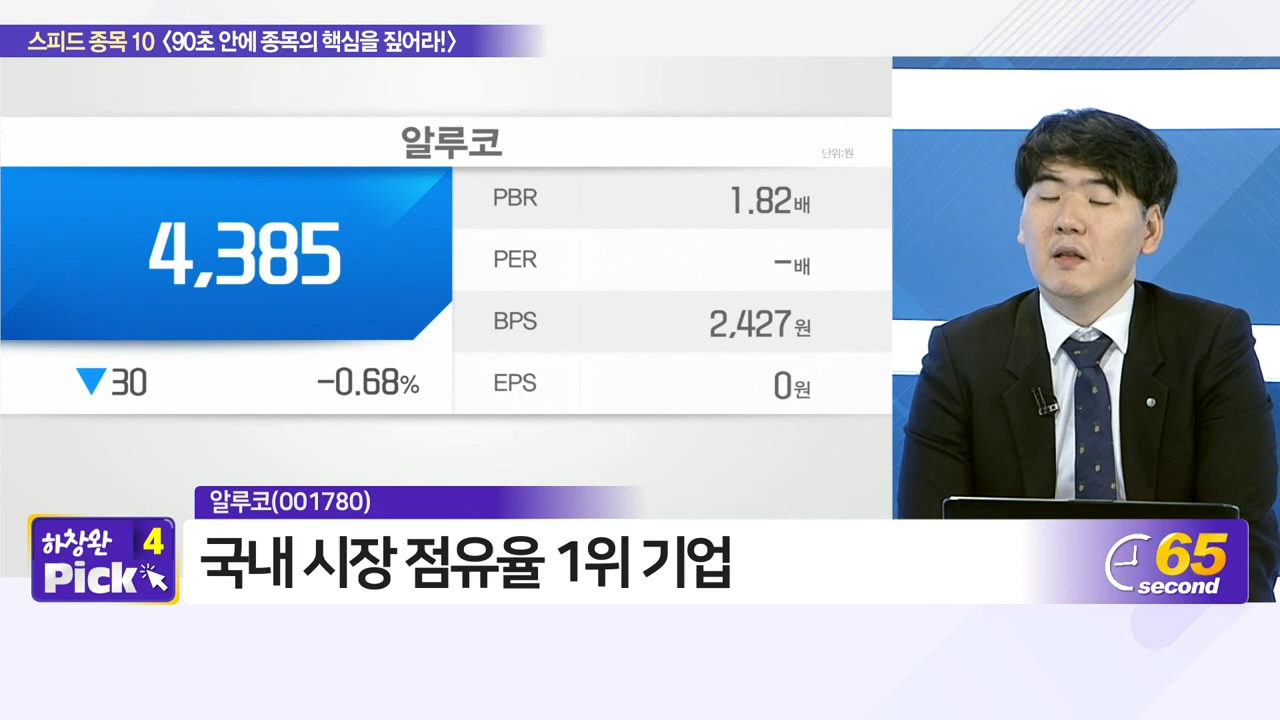 스피드 종목 10 〈90초 안에 종목의 핵심을 짚어라!〉
알루코
단위:원
4,385
▼30 -0.68%
PBR 1.82배
PER -배
BPS 2,427원
EPS 0원
알루코(001780)
하창완 4
Pick
국내 시장 점유율 1위 기업
65
second